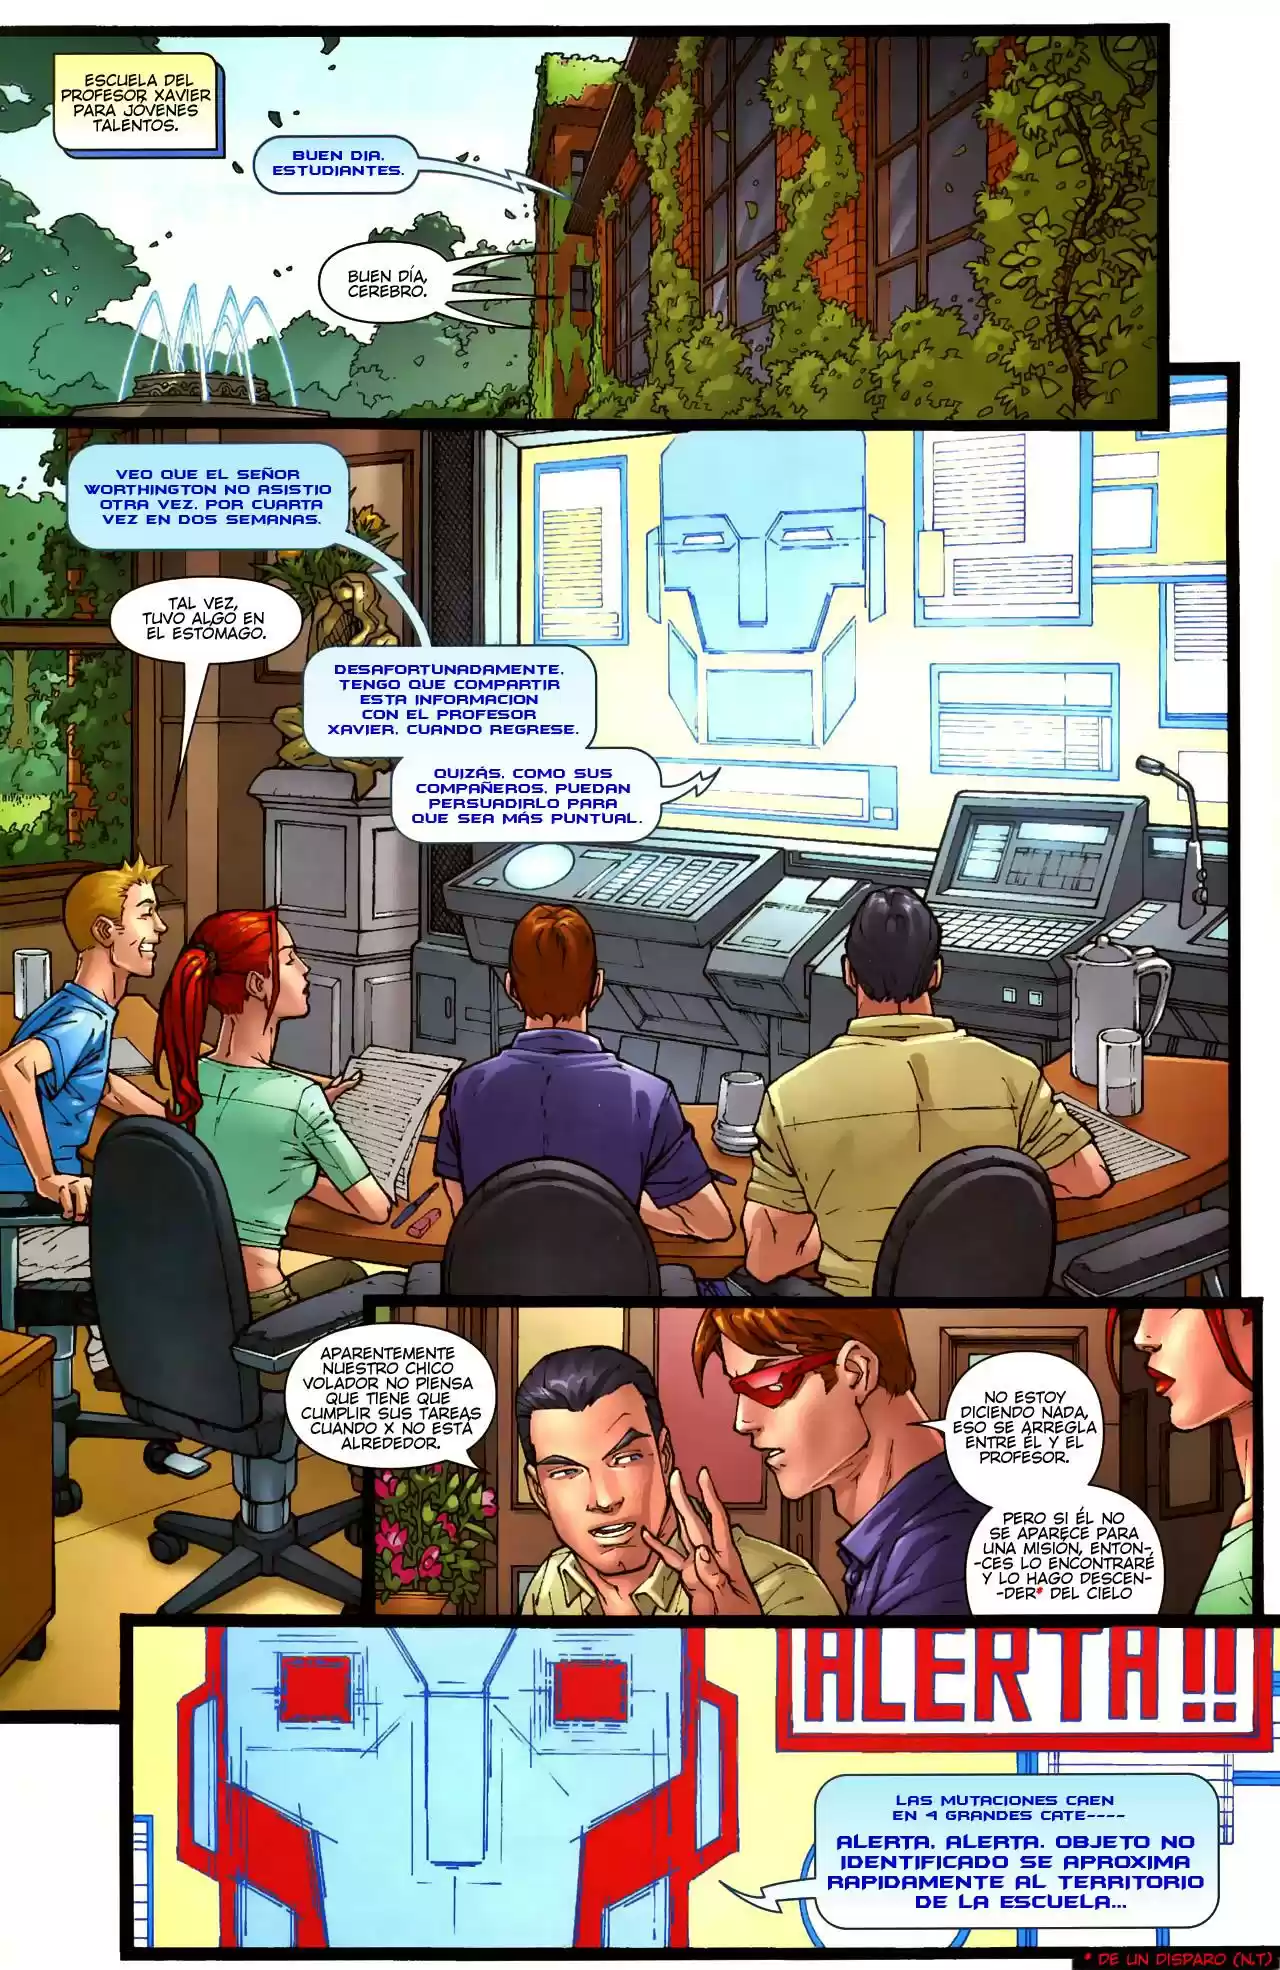 ESCUELA DEL
PROFESOR XAVIER
PARA JÓVENES
TALENTOS.
BUEN DIA,
ESTUDIANTES.
BUEN DÍA,
CEREBRO.
VEO QUE EL SEÑOR
WORTHINGTON NO ASISTIO
OTRA VEZ. POR CUARTA
VEZ EN DOS SEMANAS.
TAL VEZ,
TUVO ALGO EN
EL ESTÓMAGO.
DESAFORTUNADAMENTE,
TENGO QUE COMPARTIR
ESTA INFORMACION
CON EL PROFESOR
XAVIER, CUANDO REGRESE.
QUIZÁS, COMO SUS
COMPAÑEROS, PUEDAN
PERSUADIRLO PARA
QUE SEA MÁS PUNTUAL.
APARENTEMENTE
NUESTRO CHICO
VOLADOR NO PIENSA
QUE TIENE QUE
CUMPLIR SUS TAREAS
CUANDO X NO ESTÁ
ALREDEDOR.
NO ESTOY
DICIENDO NADA,
ESO SE ARREGLA
ENTRE ÉL Y EL
PROFESOR.
PERO SI ÉL NO
SE APARECE PARA
UNA MISIÓN, ENTON-
-CES LO ENCONTRARÉ
Y LO HAGO DESCEN-
-DER* DEL CIELO
ALERTA!!
LAS MUTACIONES CAEN
EN 4 GRANDES CATE----
ALERTA, ALERTA. OBJETO NO
IDENTIFICADO SE APROXIMA
RAPIDAMENTE AL TERRITORIO
DE LA ESCUELA...
* DE UN DISPARO (N.T)